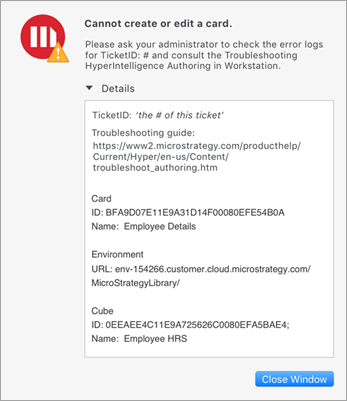 Cannot create or edit a card.
Please ask your administrator to check the error logs
for TicketID: # and consult the Troubleshooting
HyperIntelligence Authoring in Workstation.
Details
TicketID: ‘the # of this ticket’
Troubleshooting guide:
https://www2.microstrategy.com/producthelp/
Current/Hyper/en-us/Content/
troubleshoot_authoring.htm
Card
ID: BFA9D07E11E9A31D14F00080EFE54B0A
Name:  Employee Details
Environment
URL: env-154266.customer.cloud.microstrategy.com/
MicroStrategyLibrary/
Cube
ID: 0EEAEE4C11E9A725626C0080EFA5BAE4;
Name:  Employee HRS
Close Window